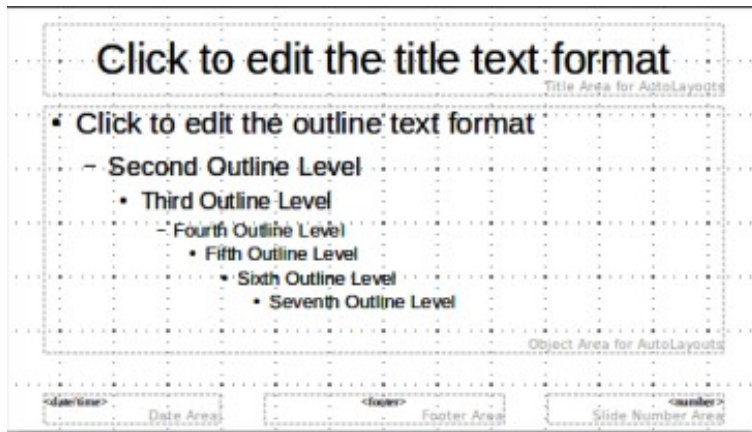 Click to edit the title text format
Title Area for AutoLayouts
• Click to edit the outline text format
– Second Outline Level
• Third Outline Level
– Fourth Outline Level
• Fifth Outline Level
• Sixth Outline Level
• Seventh Outline Level
Object Area for AutoLayouts
<date/time>
Date Area
<footer>
Footer Area
<number>
Slide Number Area